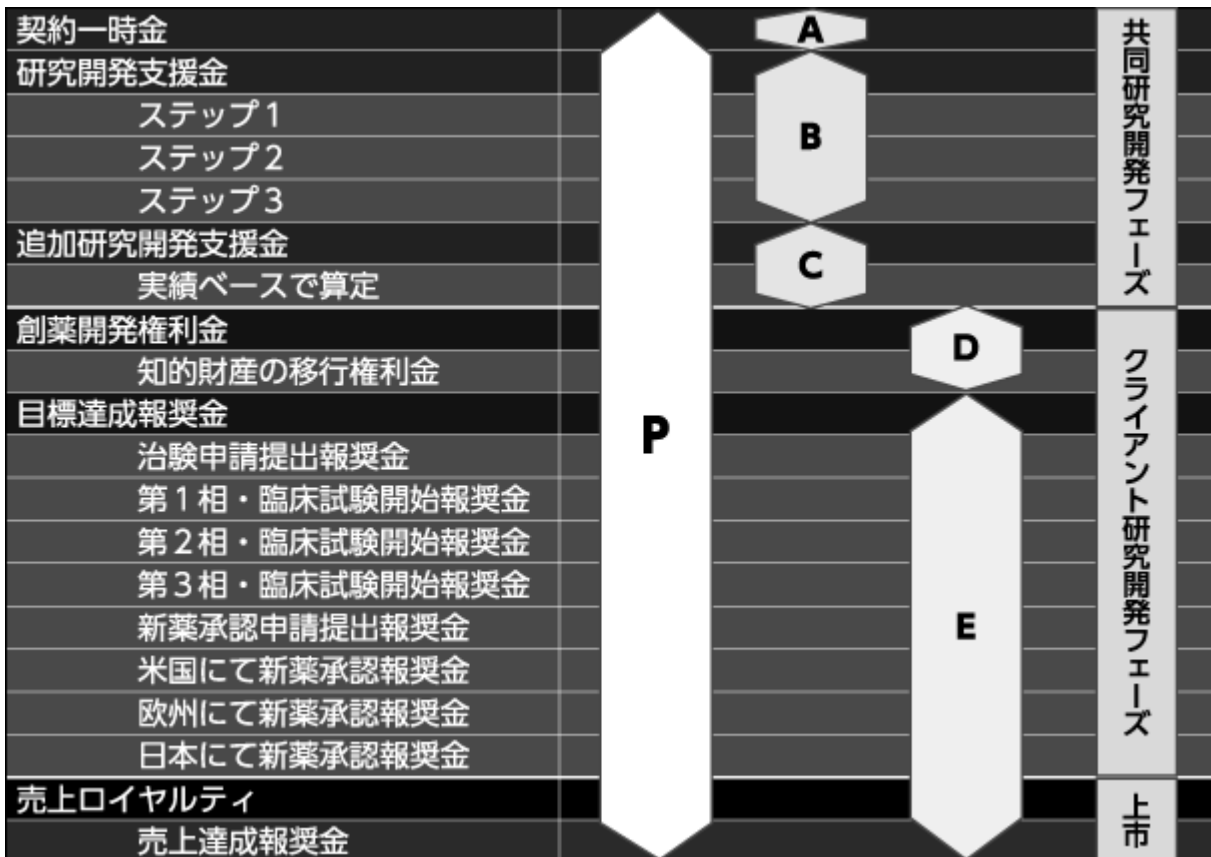 契約一時金
研究開発支援金
ステップ1
ステップ2
ステップ3
追加研究開発支援金
実績ベースで算定
創薬開発権利金
知的財産の移行権利金
目標達成報奨金
治験申請提出報奨金
第1相・臨床試験開始報奨金
第2相・臨床試験開始報奨金
第3相・臨床試験開始報奨金
新薬承認申請提出報奨金
米国にて新薬承認報奨金
欧州にて新薬承認報奨金
日本にて新薬承認報奨金
売上ロイヤルティ
売上達成報奨金
P
A
B
C
D
E
共同研究開発フェーズ
クライアント研究開発フェーズ
上市